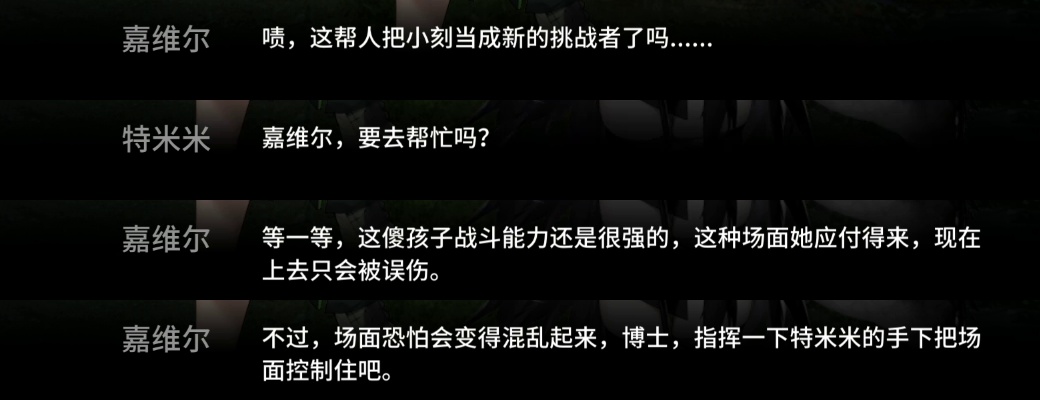 嘉维尔 啧，这帮人把小刻当成新的挑战者了吗......
特米米 嘉维尔，要去帮忙吗？
嘉维尔 等一等，这傻孩子战斗能力还是很强的，这种场面她应付得来，现在
上去只会被误伤。
嘉维尔 不过，场面恐怕会变得混乱起来，博士，指挥一下特米米的手下把场
面控制住吧。